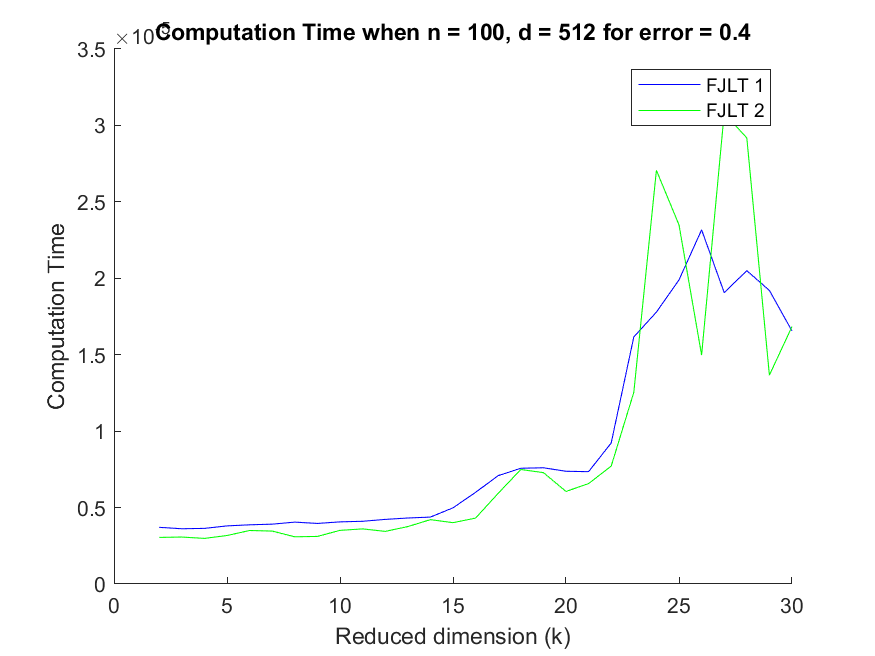 Computation Time when n = 100, d = 512 for error = 0.4
×10
3.5
3
2.5
2
1.5
1
0.5
0
0 5 10 15 20 25 30
Computation Time
Reduced dimension (k)
FJLT 1
FJLT 2